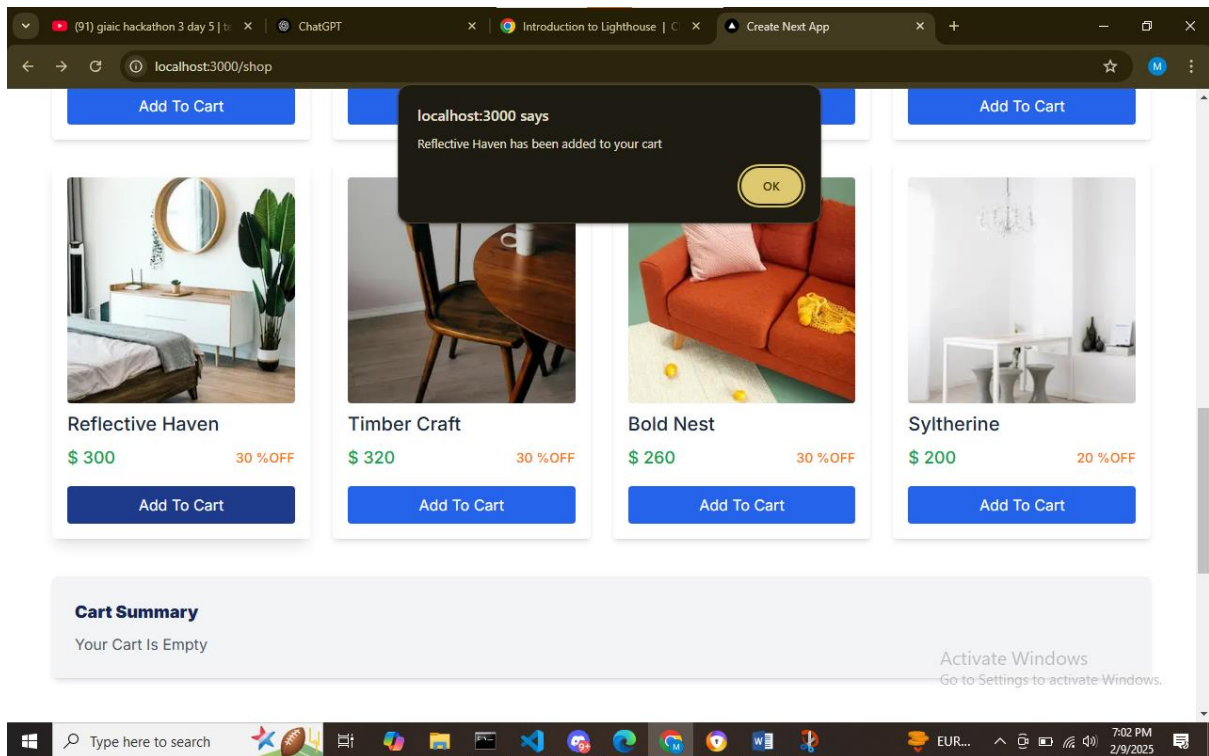 (91) giaic hackathon 3 day 5 | te
ChatGPT
Introduction to Lighthouse | C
Create Next App
localhost:3000/shop
M
Add To Cart
Add To Cart
localhost:3000 says
Reflective Haven has been added to your cart
OK
Reflective Haven
Timber Craft
Bold Nest
Syltherine
$ 300 30 %OFF
$ 320 30 %OFF
$ 260 30 %OFF
$ 200 20 %OFF
Add To Cart
Add To Cart
Add To Cart
Add To Cart
Cart Summary
Your Cart Is Empty
Activate Windows
Go to Settings to activate Windows.
Type here to search
EUR...
7:02 PM
2/9/2025